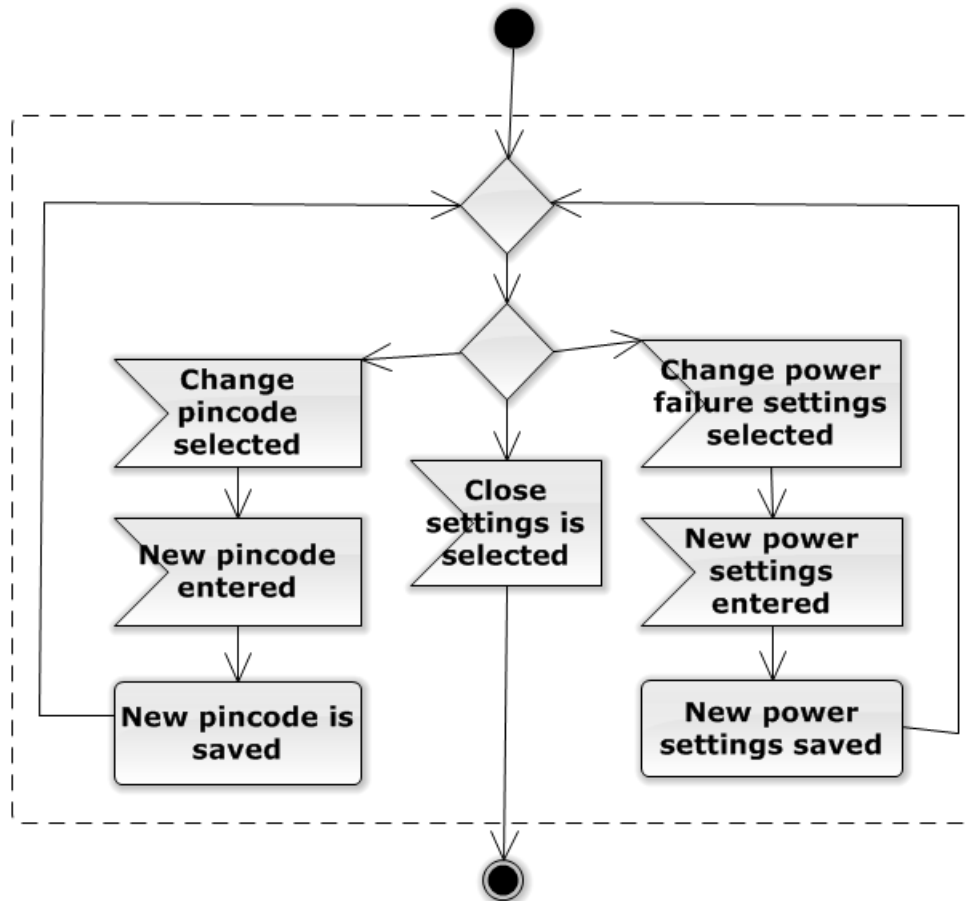 Change
pincode
selected
Change power
failure settings
selected
Close
settings is
selected
New pincode
entered
New power
settings
entered
New pincode is
saved
New power
settings saved